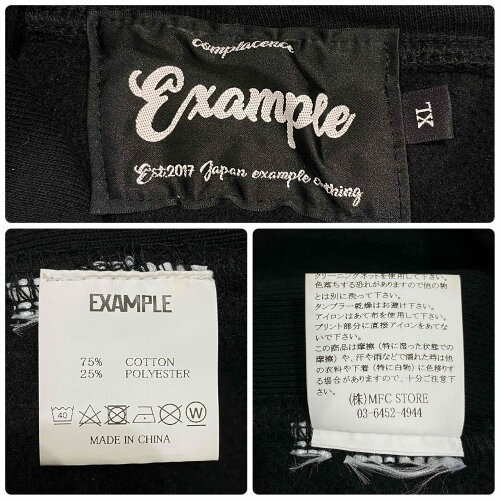 complacence
Example
Est.2017 Japan example clothing
XL
EXAMPLE
75% COTTON
25% POLYESTER
40
W
MADE IN CHINA
クリーニングネットを使用して下さい。
色落ちする恐れがありますので他の物
とは別に洗って下さい。
タンブラー乾燥はお避け下さい。
アイロンはあて布を使用して下さい。
プリント部分に直接アイロンをあてな
いで下さい。
この商品は摩擦（特に湿った状態での
摩擦）や、汗や雨などで濡れた時は他
の衣料や下着（特に白物）に色移りす
る場合がありますので、十分ご注意下
さい。
(株)MFC STORE
03-6452-4944